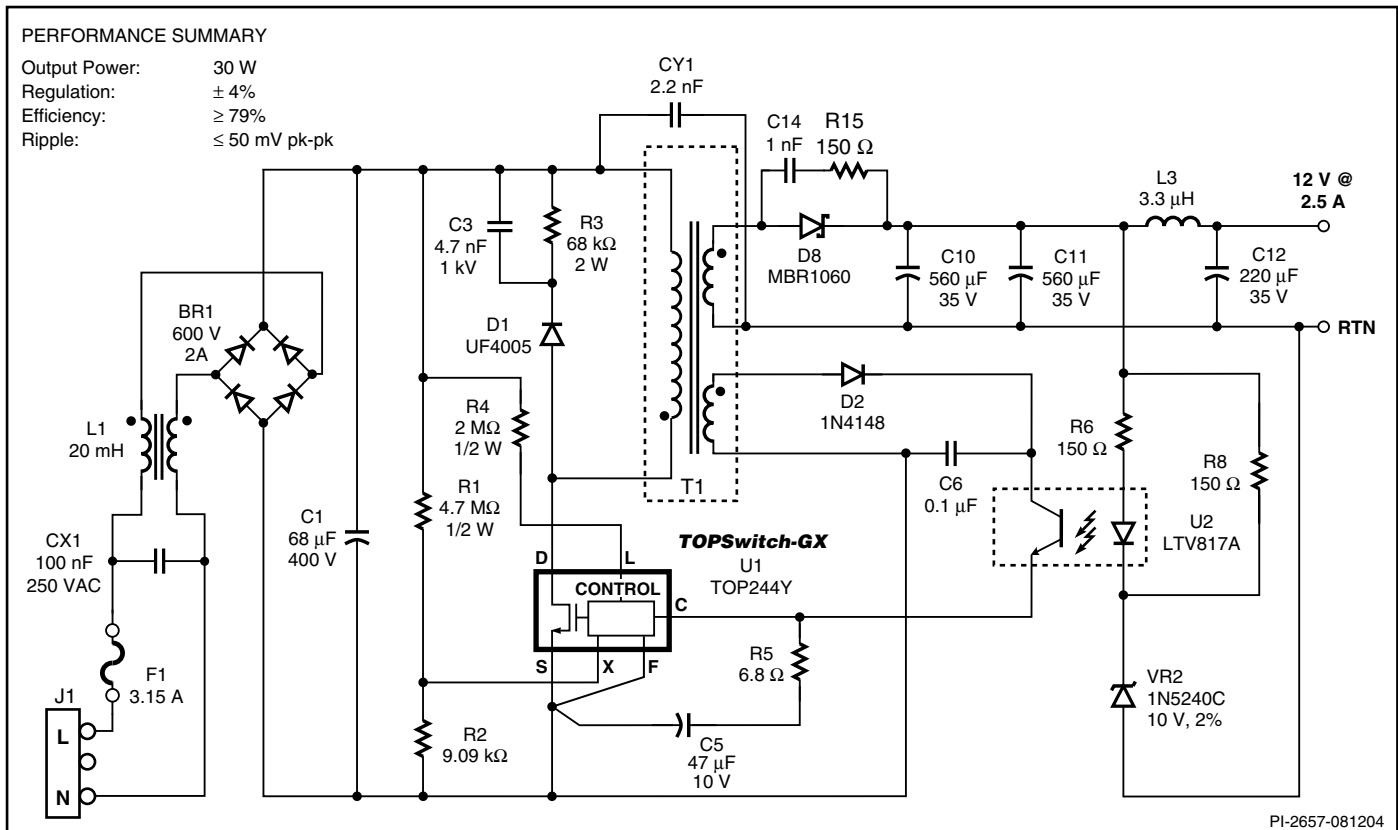 PERFORMANCE SUMMARY
Output Power: 30 W
Regulation: ± 4%
Efficiency: ≥ 79%
Ripple: ≤ 50 mV pk-pk
CY1
2.2 nF
C14
1 nF
R15
150 Ω
L3
3.3 µH
12 V @
2.5 A
C3
4.7 nF
1 kV
R3
68 kΩ
2 W
D8
MBR1060
C10
560 µF
35 V
C11
560 µF
35 V
C12
220 µF
35 V
RTN
BR1
600 V
2A
D1
UF4005
D2
1N4148
R4
2 MΩ
1/2 W
L1
20 mH
T1
R6
150 Ω
R8
150 Ω
C6
0.1 µF
R1
4.7 MΩ
1/2 W
C1
68 µF
400 V
CX1
100 nF
250 VAC
TOPSwitch-GX
U1
TOP244Y
U2
LTV817A
D
L
CONTROL
C
S
X
F
R5
6.8 Ω
F1
3.15 A
J1
L
N
VR2
1N5240C
10 V, 2%
R2
9.09 kΩ
C5
47 µF
10 V
PI-2657-081204